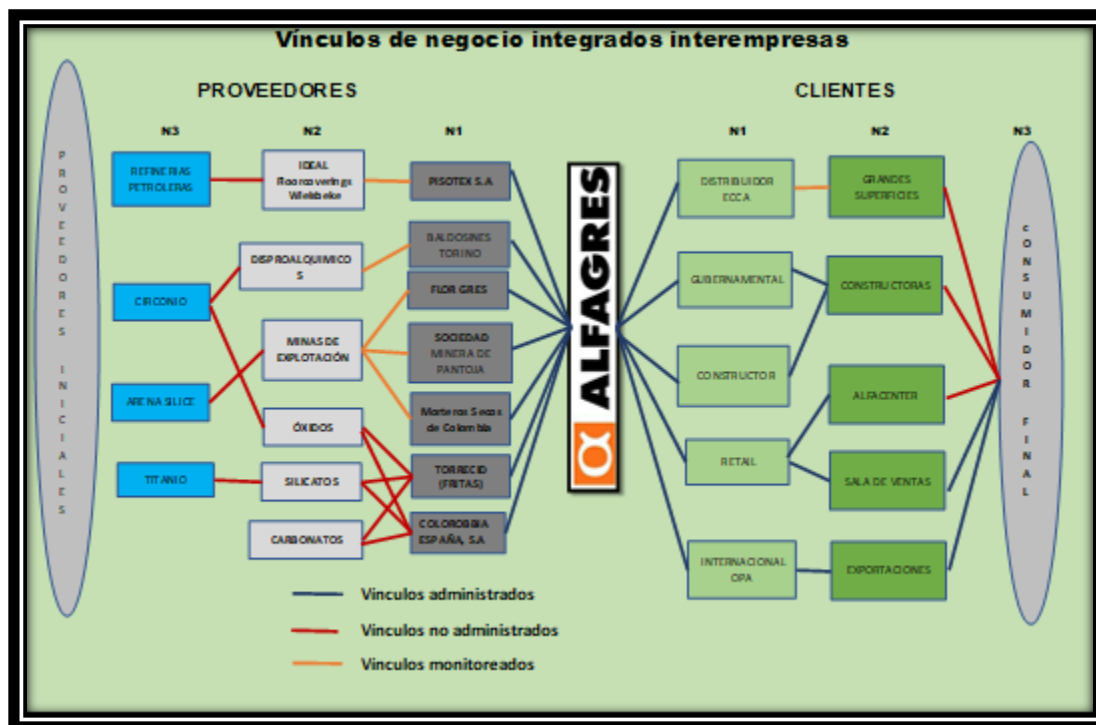 Vínculos de negocio integrados interempresas
PROVEEDORES
CLIENTES
N3
N2
N1
N1
N2
N3
PROVEEDORES INICIALES
REFINERIAS
PETROLERAS
CIRCONIO
ARENA SILICE
TITANIO
IDEAL
Floorcoverings
Wielsbeke
DISPROALQUIMICO
S
MINAS DE
EXPLOTACIÓN
ÓXIDOS
SILICATOS
CARBONATOS
PISOTEX S.A
BALDOSINES
TORINO
FLOR GRES
SOCIEDAD
MINERA DE
PANTOJA
Morteros Secos
de Colombia
TORRECID
(FRITAS)
COLOROBBIA
ESPAÑA, S.A
ALFAGRES
DISTRIBUIDOR
ECCA
GUBERNAMENTAL
CONSTRUCTOR
RETAIL
INTERNACIONAL
OPA
GRANDES
SUPERFICIES
CONSTRUCTORAS
ALFACENTER
SALA DE VENTAS
EXPORTACIONES
cONSUMIDOR FINAL
Vinculos administrados
Vinculos no administrados
Vinculos monitoreados